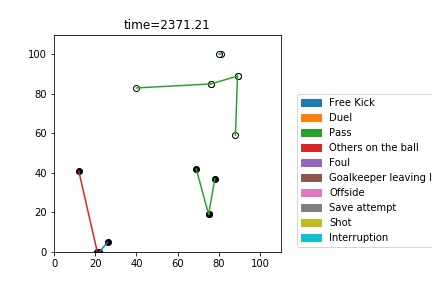 time=2371.21
100
80
60
40
20
0
0 20 40 60 80 100
Free Kick
Duel
Pass
Others on the ball
Foul
Goalkeeper leaving
Offside
Save attempt
Shot
Interruption